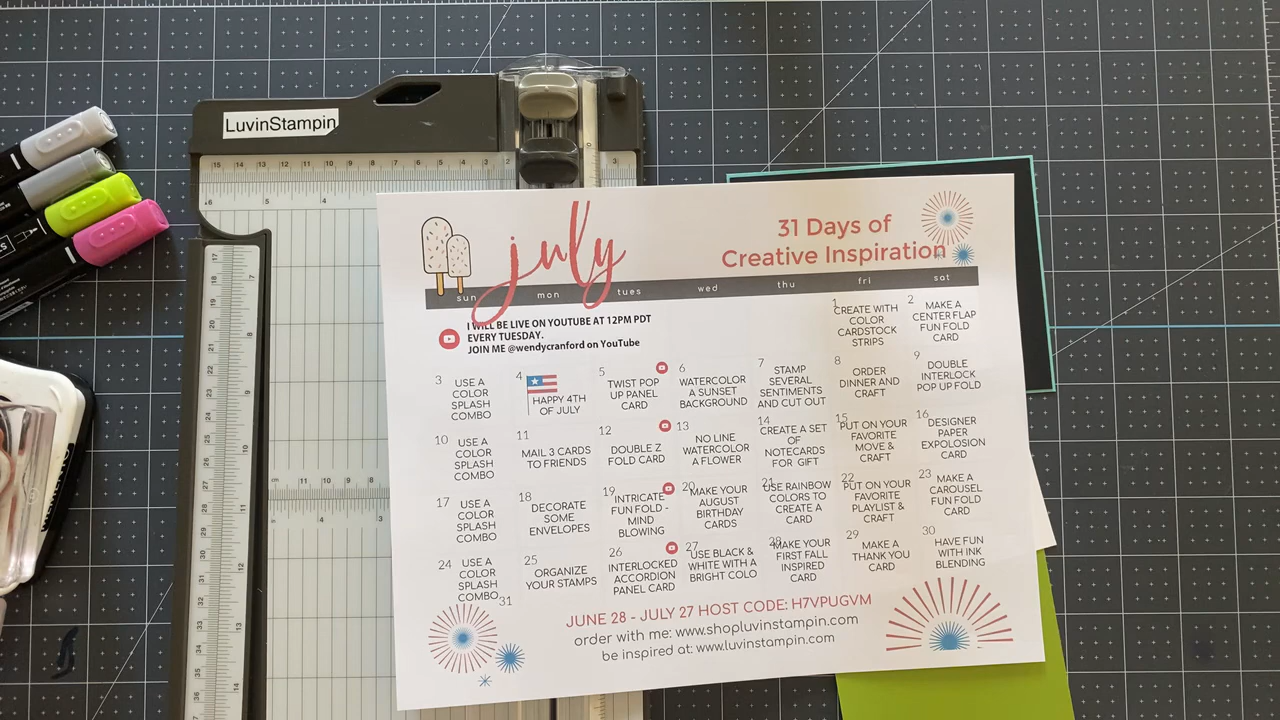 LuvinStampin
july
31 Days of
Creative Inspiration
sun mon tues wed thu fri sat
I WILL BE LIVE ON YOUTUBE AT 12PM PDT
EVERY TUESDAY.
JOIN ME @wendycranford on YouTube
1
CREATE WITH
COLOR
CARDSTOCK
STRIPS
2
MAKE A
CENTER FLAP
FUN FOLD
CARD
3
USE A
COLOR
SPLASH
COMBO
4
HAPPY 4TH
OF JULY
5
TWIST POP
UP PANEL
CARD
6
WATERCOLOR
A SUNSET
BACKGROUND
7
STAMP
SEVERAL
SENTIMENTS
AND CUT OUT
8
ORDER
DINNER AND
CRAFT
9
DOUBLE
INTERLOCK
POP UP FOLD
10
USE A
COLOR
SPLASH
COMBO
11
MAIL 3 CARDS
TO FRIENDS
12
DOUBLE Z
FOLD CARD
13
NO LINE
WATERCOLOR
A FLOWER
14
CREATE A SET
OF
NOTECARDS
FOR GIFT
15
PUT ON YOUR
FAVORITE
MOVE &
CRAFT
16
DESIGNER
PAPER
EXPOLOSION
CARD
17
USE A
COLOR
SPLASH
COMBO
18
DECORATE
SOME
ENVELOPES
19
INTRICATE
FUN FOLD -
MIND
BLOWING
20
MAKE YOUR
AUGUST
BIRTHDAY
CARDS
21
USE RAINBOW
COLORS TO
CREATE A
CARD
22
PUT ON YOUR
FAVORITE
PLAYLIST &
CRAFT
23
MAKE A
CAROUSEL
FUN FOLD
CARD
24
USE A
COLOR
SPLASH
COMBO
25
ORGANIZE
YOUR STAMPS
26
INTERLOCKED
ACCORDION
PANEL CARD
27
USE BLACK &
WHITE WITH A
BRIGHT COLO
28
MAKE YOUR
FIRST FALL
INSPIRED
CARD
29
MAKE A
THANK YOU
CARD
30
HAVE FUN
WITH INK
BLENDING
31
JUNE 28 - JULY 27 HOST CODE: H7VPUGVM
order with me: www.shopluvinstampin.com
be inspired at: www.luvinstampin.com